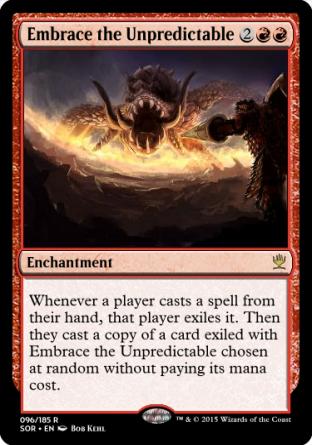 Embrace the Unpredictable 2
Enchantment
Whenever a player casts a spell from
their hand, that player exiles it. Then
they cast a copy of a card exiled with
Embrace the Unpredictable chosen
at random without paying its mana
cost.
096/185 R
SOR • EN Bob Kehl
™ & © 2015 Wizards of the Coast